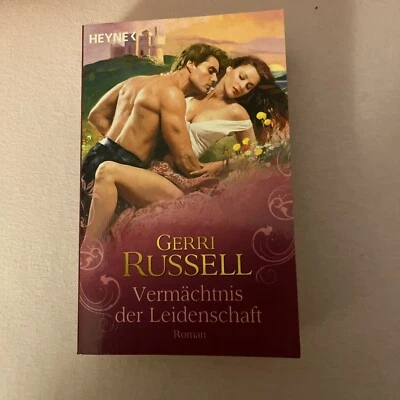 HEYNE<
GERRI
RUSSELL
Vermächtnis
der Leidenschaft
Roman